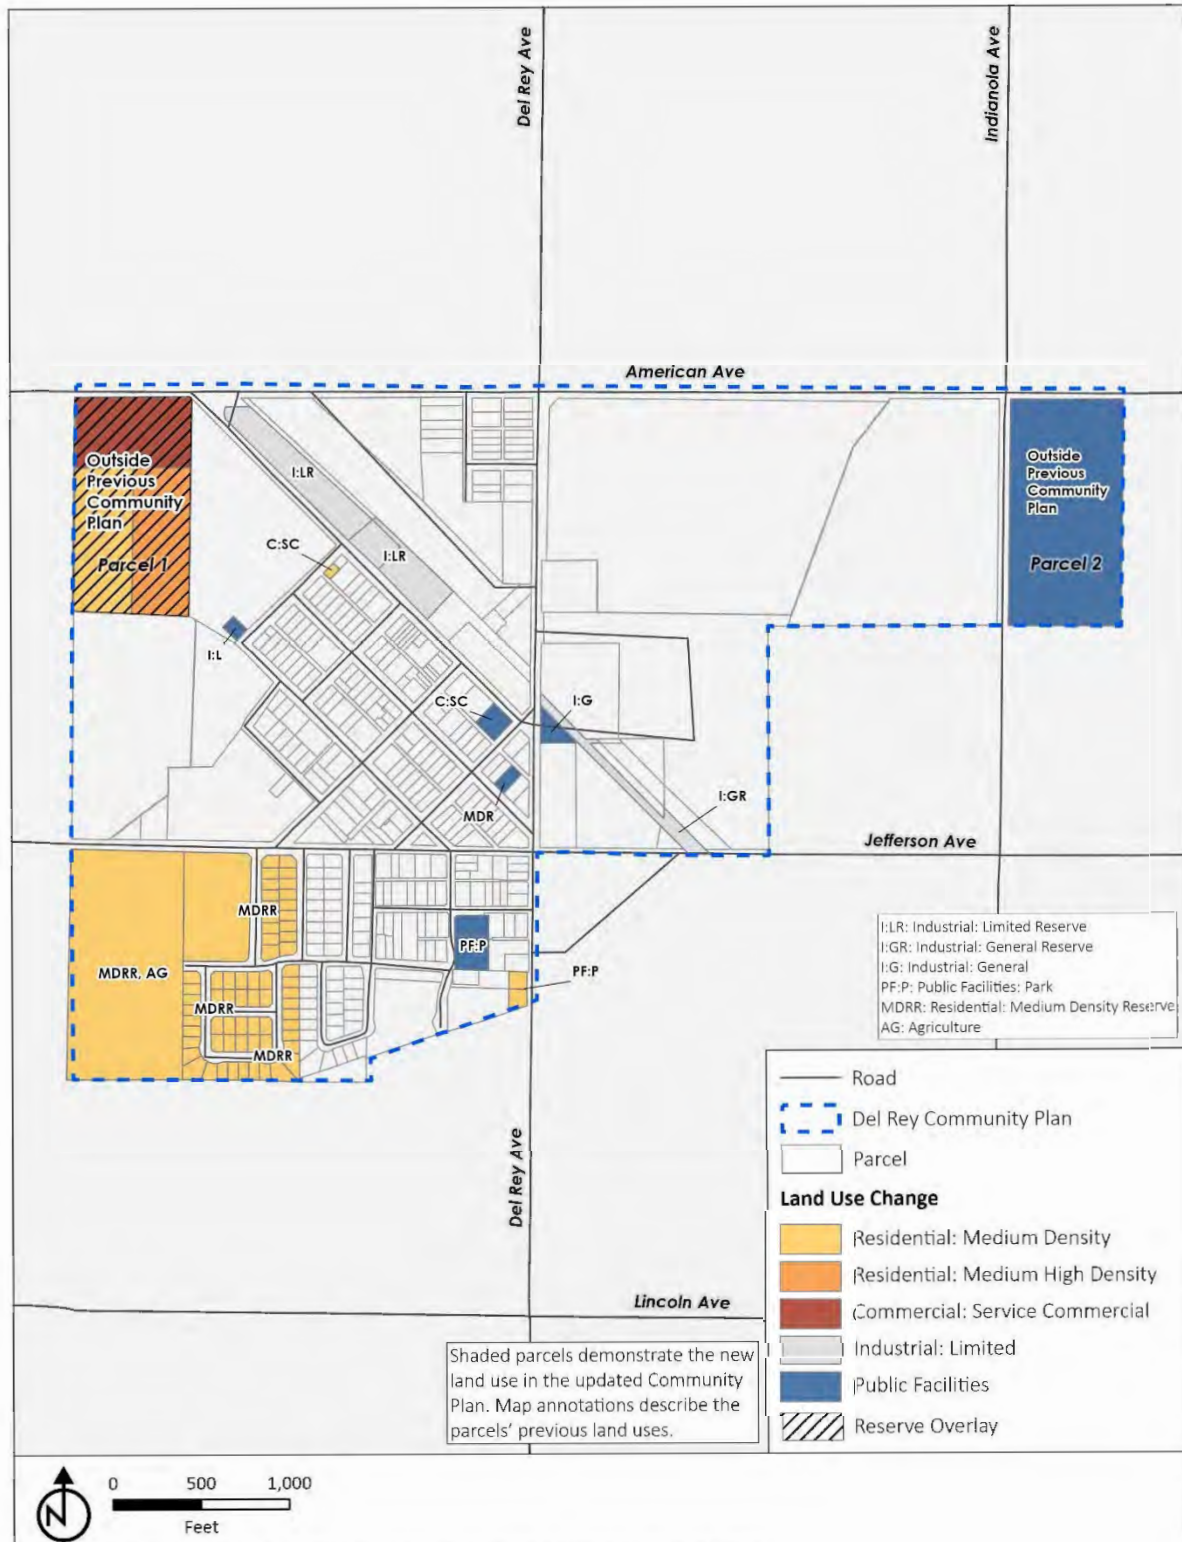 Del Rey Ave
Indianola Ave
American Ave
Outside
Previous
Community
Plan
Parcel 1
I:LR
I:LR
C:SC
I:L
Outside
Previous
Community
Plan
Parcel 2
C:SC
I:G
MDR
I:GR
Jefferson Ave
MDRR
MDRR, AG
PF:P
PF:P
MDRR
MDRR
I:LR: Industrial: Limited Reserve
I:GR: Industrial: General Reserve
I:G: Industrial: General
PF:P: Public Facilities: Park
MDRR: Residential: Medium Density Reserve
AG: Agriculture
Road
Del Rey Community Plan
Parcel
Land Use Change
Residential: Medium Density
Residential: Medium High Density
Commercial: Service Commercial
Industrial: Limited
Public Facilities
Reserve Overlay
Del Rey Ave
Lincoln Ave
Shaded parcels demonstrate the new
land use in the updated Community
Plan. Map annotations describe the
parcels' previous land uses.
N
0 500 1,000
Feet